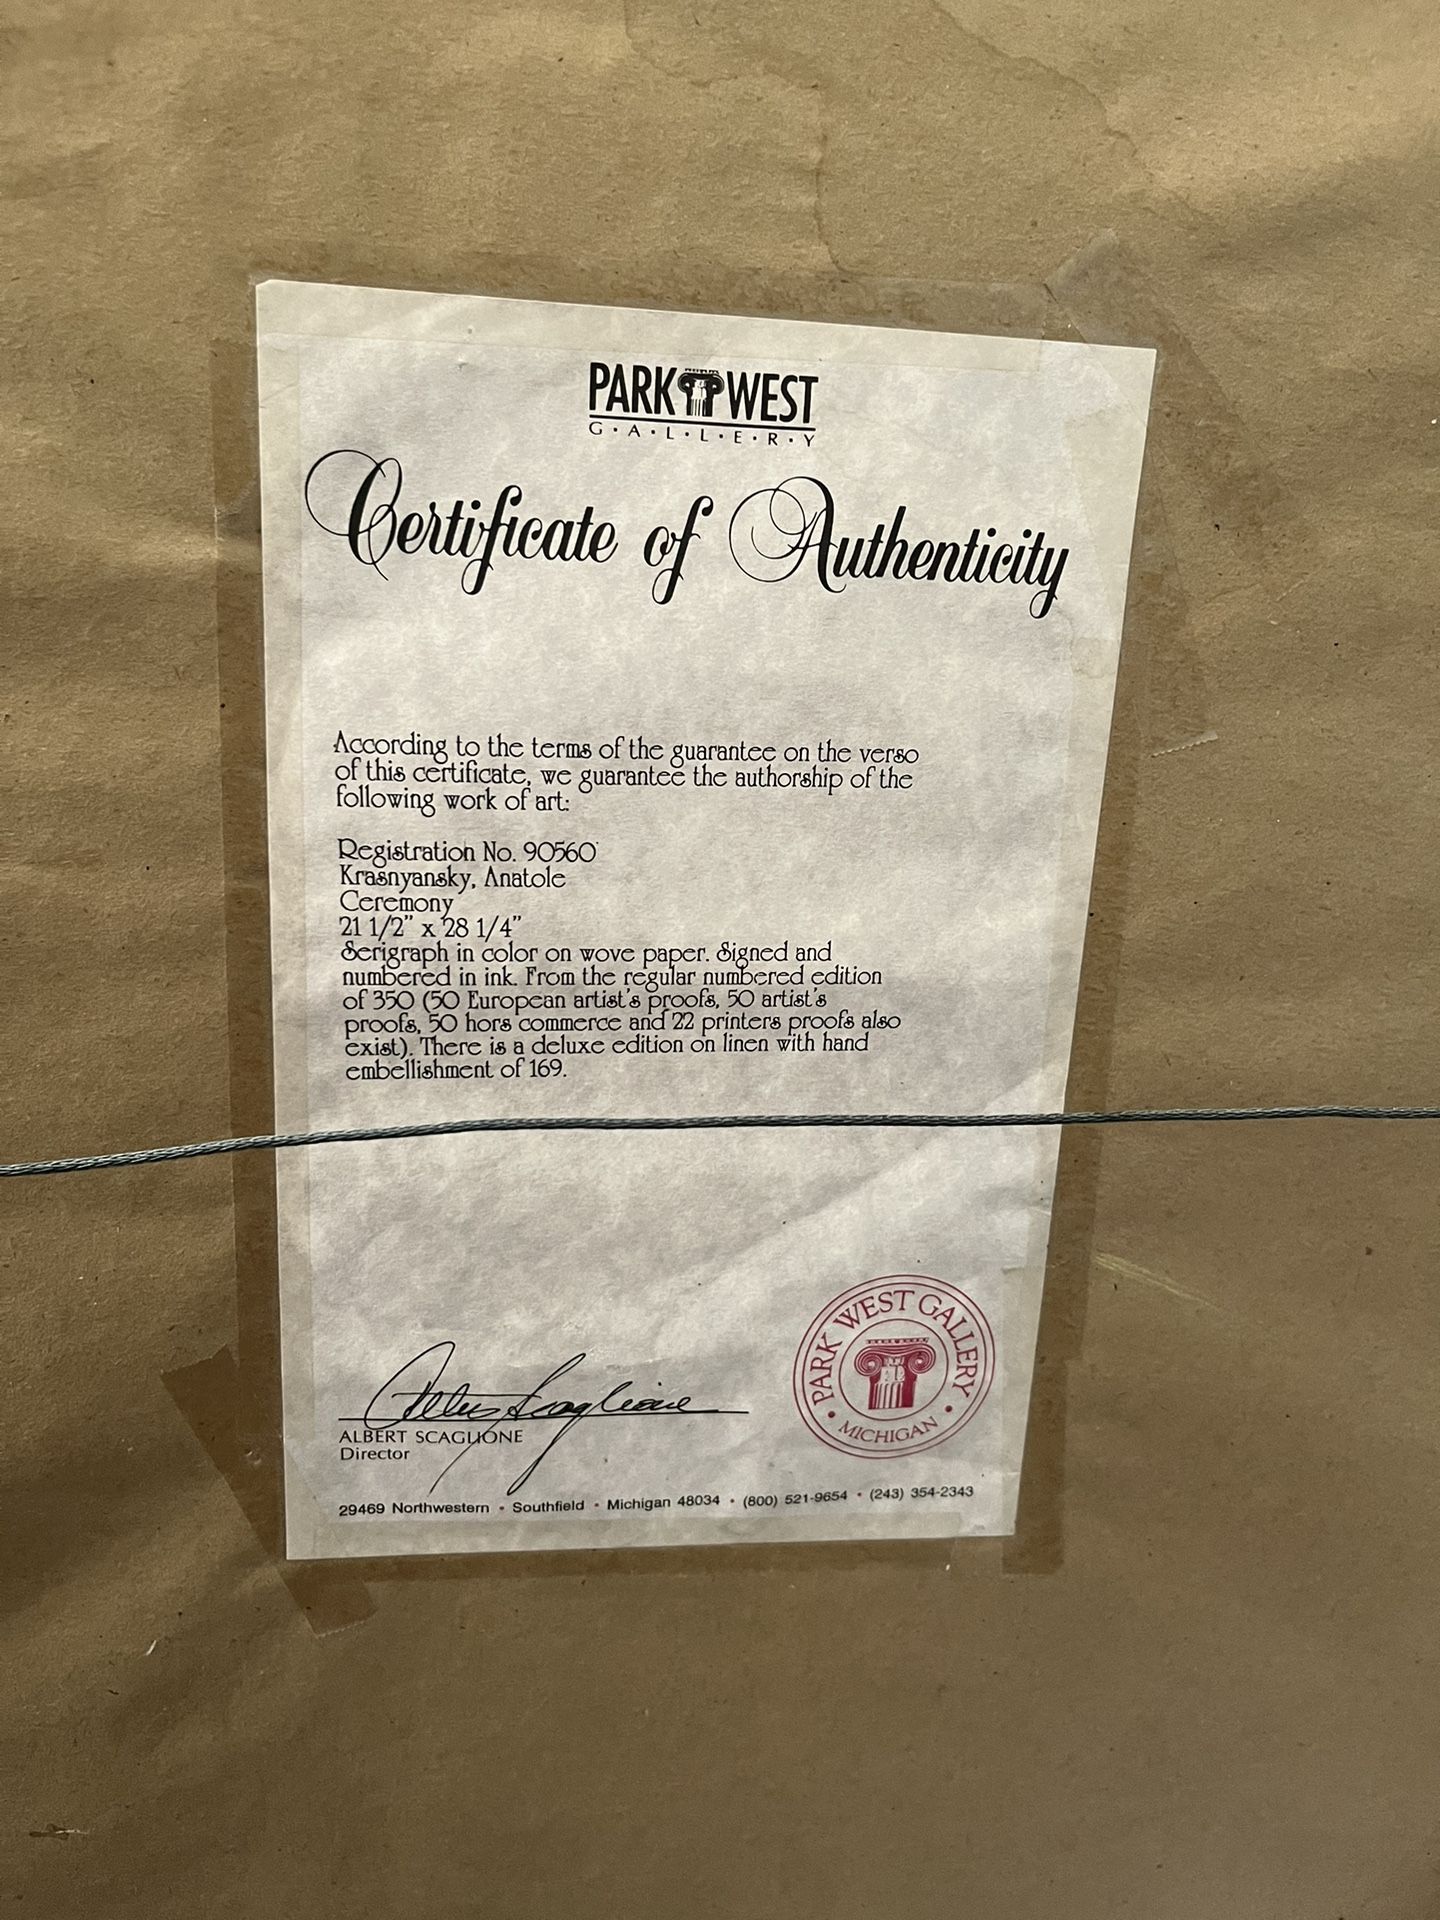 PARK WEST
G·A·L·L·E·R·Y
Certificate of Authenticity
According to the terms of the guarantee on the verso
of this certificate, we guarantee the authorship of the
following work of art:
Registration No. 90560
Krasnyansky, Anatole
Ceremony
21 1/2" x 28 1/4"
Serigraph in color on wove paper. Signed and
numbered in ink. From the regular numbered edition
of 350 (50 European artist's proofs, 50 artist's
proofs, 50 hors commerce and 22 printers proofs also
exist). There is a deluxe edition on linen with hand
embellishment of 169.
Albert Scaglione
ALBERT SCAGLIONE
Director
PARK WEST GALLERY
• MICHIGAN •
29469 Northwestern • Southfield • Michigan 48034 • (800) 521-9654 • (243) 354-2343